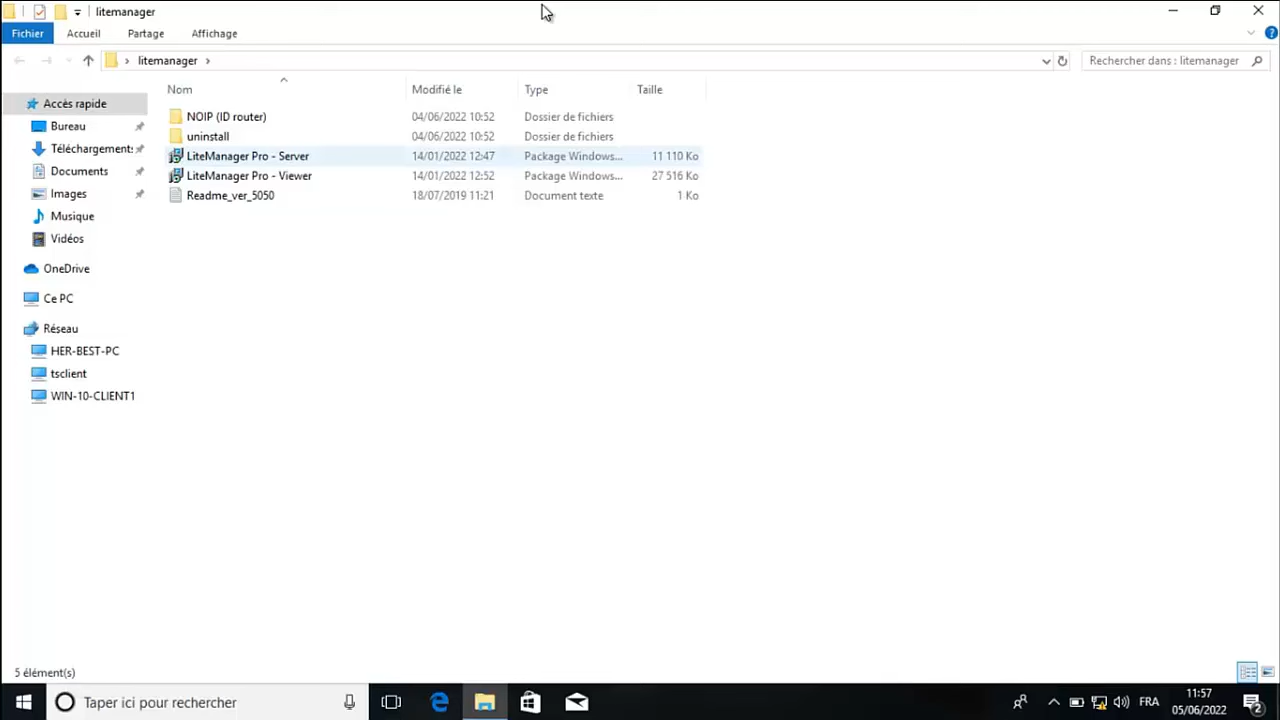 litemanager
Fichier Accueil Partage Affichage
litemanager Rechercher dans : litemanager
Nom Modifié le Type Taille
Accès rapide
Bureau
Téléchargements
Documents
Images
Musique
Vidéos
OneDrive
Ce PC
Réseau
HER-BEST-PC
tsclient
WIN-10-CLIENT1
NOIP (ID router) 04/06/2022 10:52 Dossier de fichiers
uninstall 04/06/2022 10:52 Dossier de fichiers
LiteManager Pro - Server 14/01/2022 12:47 Package Windows... 11 110 Ko
LiteManager Pro - Viewer 14/01/2022 12:52 Package Windows... 27 516 Ko
Readme_ver_5050 18/07/2019 11:21 Document texte 1 Ko
5 élément(s)
Taper ici pour rechercher
FRA
11:57
05/06/2022
2